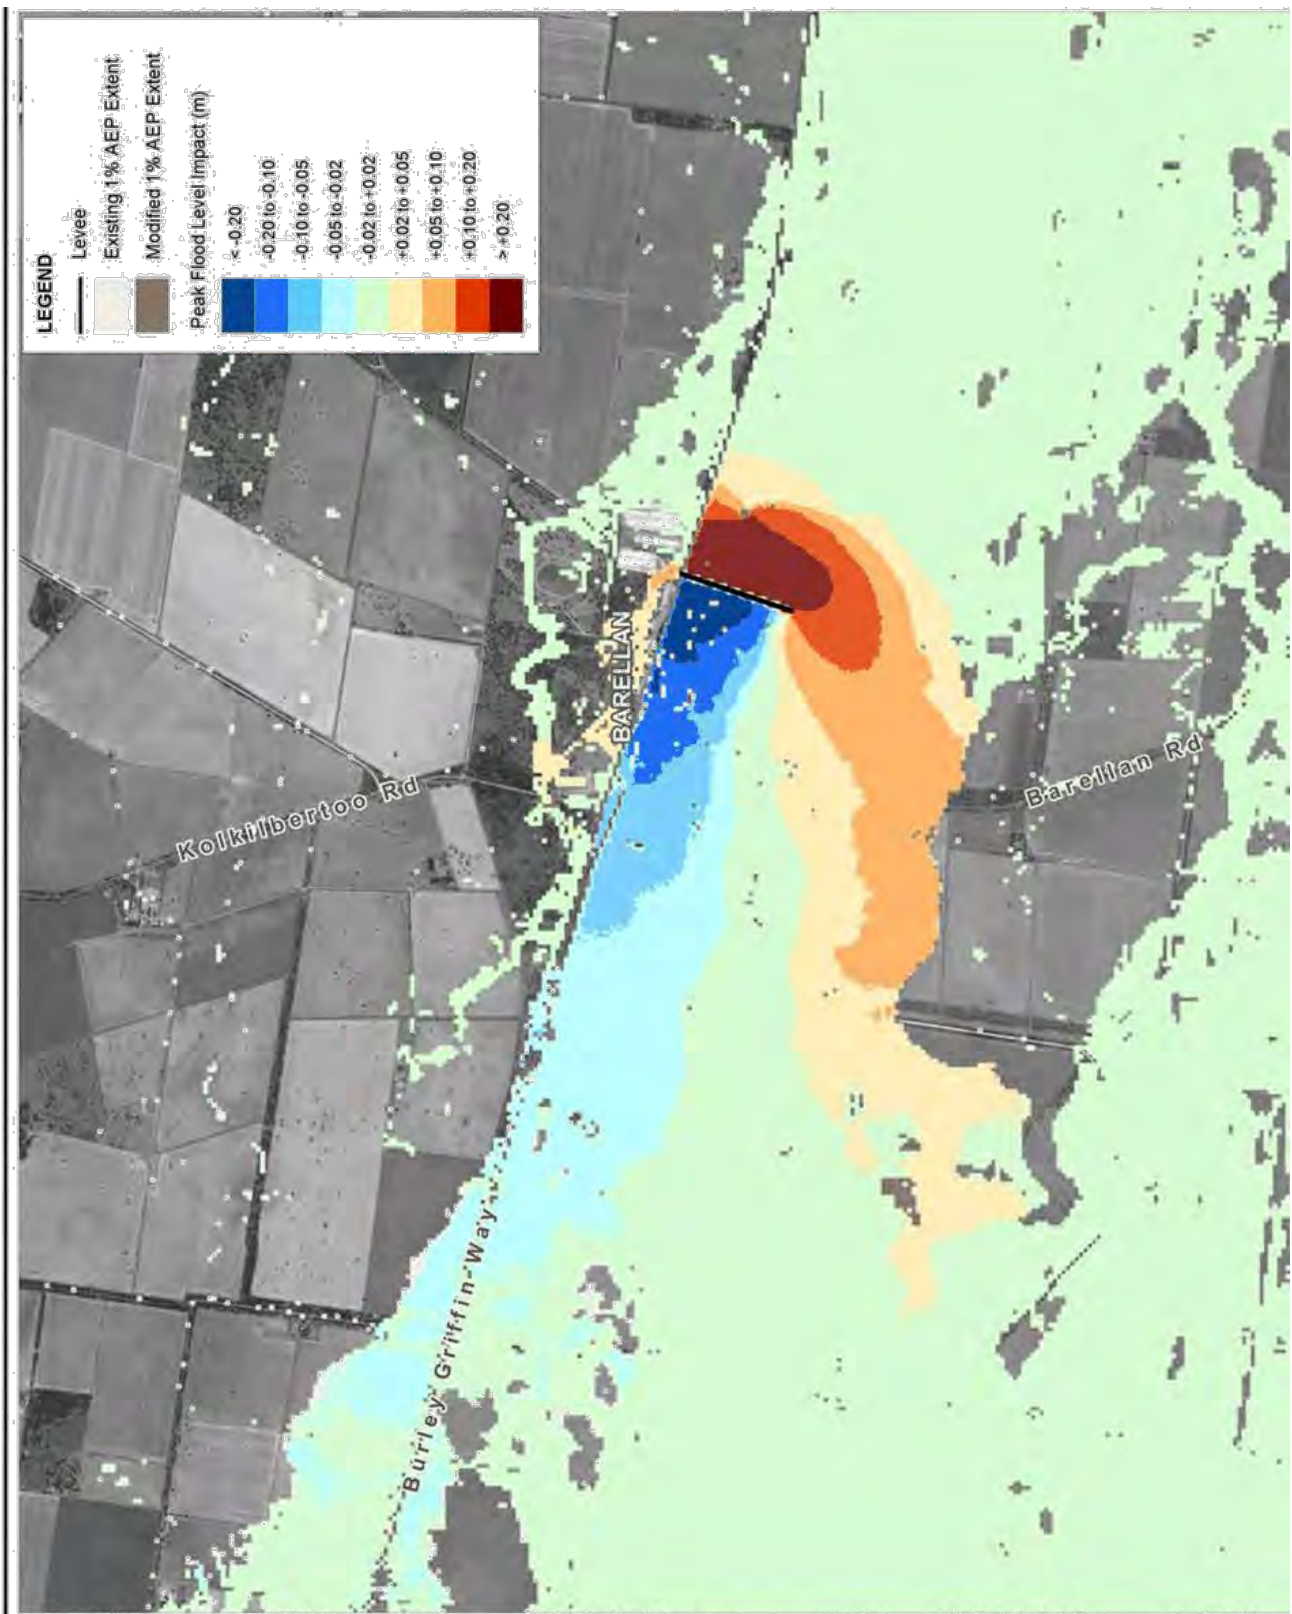 LEGEND
Levee
Existing 1% AEP Extent
Modified 1% AEP Extent
Peak Flood Level Impact (m)
< -0.20
-0.20 to -0.10
-0.10 to -0.05
-0.05 to -0.02
-0.02 to +0.02
+0.02 to +0.05
+0.05 to +0.10
+0.10 to +0.20
> +0.20
Kolkilbertoo Rd
BARELLAN
Barellan Rd
Burley Griffin Way